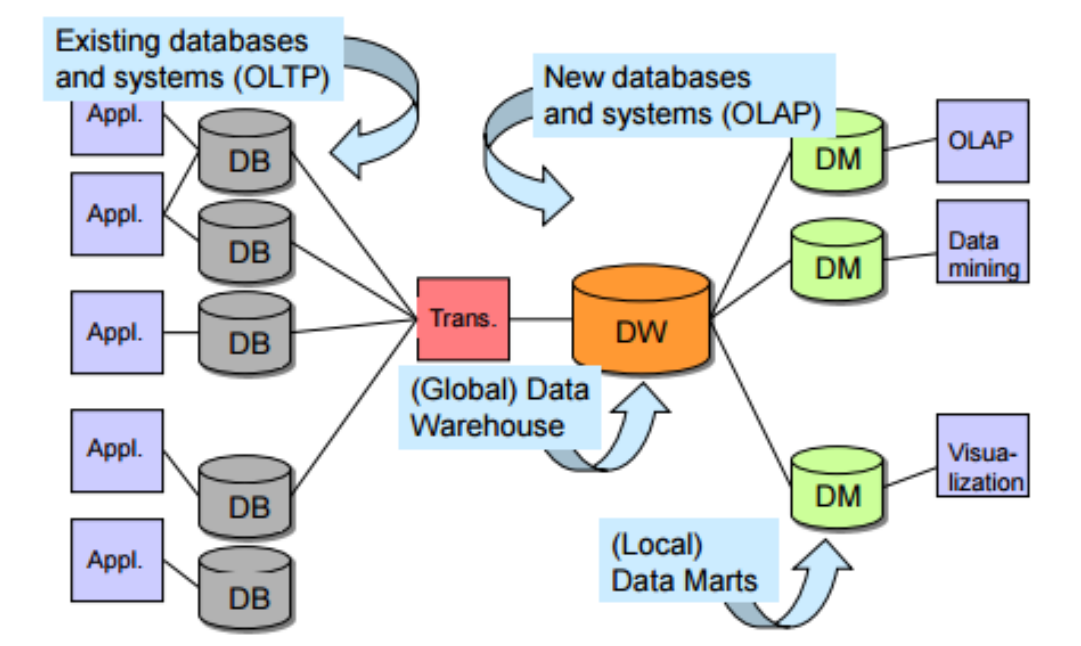 Existing databases
and systems (OLTP)
New databases
and systems (OLAP)
Appl.
DB
DM
OLAP
Appl.
DB
DM
Data
mining
Appl.
DB
Trans.
DW
(Global) Data
Warehouse
Appl.
DB
DM
Visua-
lization
Appl.
DB
(Local)
Data Marts